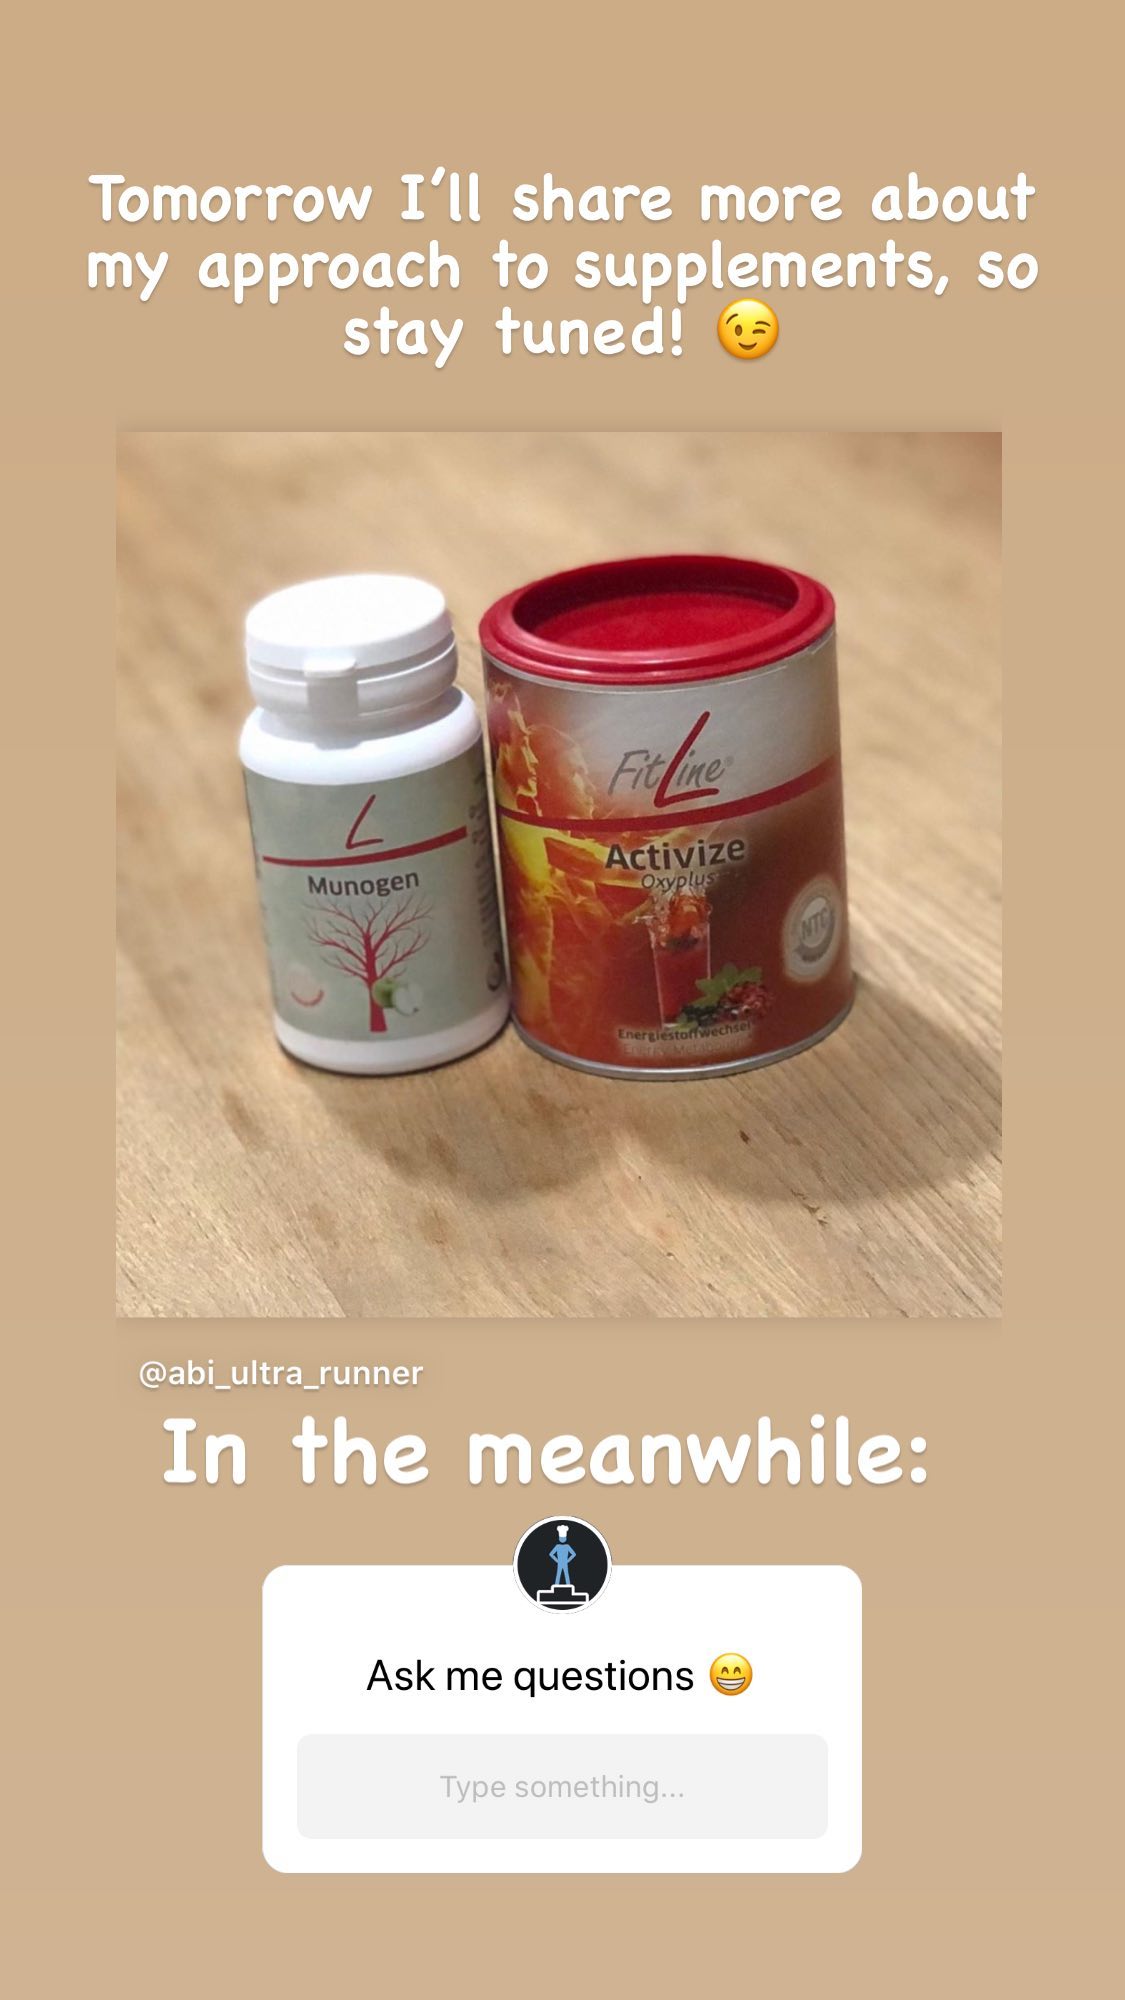 Tomorrow I'll share more about
my approach to supplements, so
stay tuned! 😉
L
Munogen
FitLine®
Activize
Oxyplus
NTC
Energiestoffwechsel
@abi_ultra_runner
In the meanwhile:
Ask me questions 😁
Type something...